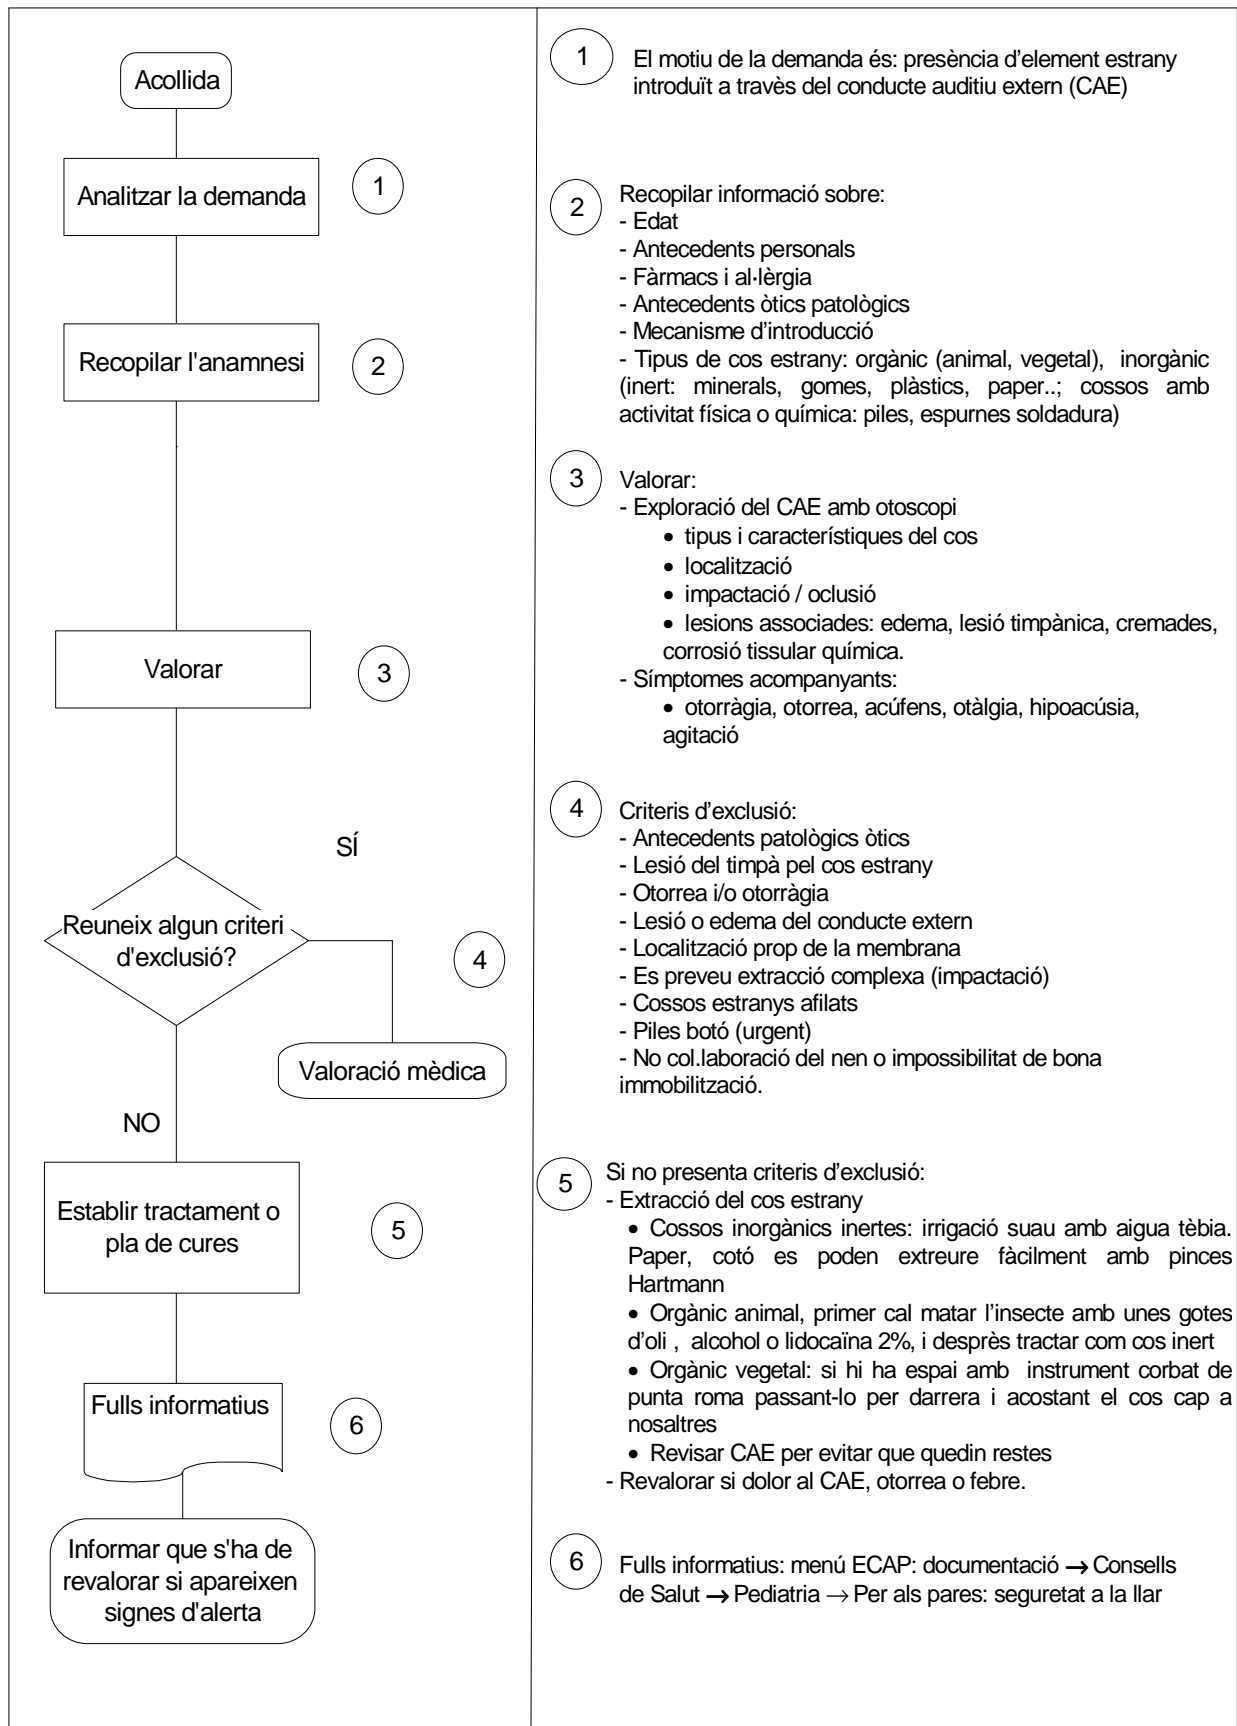 Acollida
Analitzar la demanda
1
Recopilar l'anamnesi
2
Valorar
3
SÍ
Reuneix algun criteri
d'exclusió?
4
Valoració mèdica
NO
Establir tractament o
pla de cures
5
Fulls informatius
6
Informar que s'ha de
revalorar si apareixen
signes d'alerta
1
El motiu de la demanda és: presència d’element estrany
introduït a través del conducte auditiu extern (CAE)
2
Recopilar informació sobre:
- Edat
- Antecedents personals
- Fàrmacs i al·lèrgia
- Antecedents òtics patològics
- Mecanisme d’introducció
- Tipus de cos estrany: orgànic (animal, vegetal), inorgànic
(inert: minerals, gomes, plàstics, paper..; cossos amb
activitat física o química: piles, espurnes soldadura)
3
Valorar:
- Exploració del CAE amb otoscopi
• tipus i característiques del cos
• localització
• impactació / oclusió
• lesions associades: edema, lesió timpànica, cremades,
corrosió tissular química.
- Símptomes acompanyants:
• otorràgia, otorrea, acúfens, otàlgia, hipoacúsia,
agitació
4
Criteris d’exclusió:
- Antecedents patològics òtics
- Lesió del timpà pel cos estrany
- Otorrea i/o otorràgia
- Lesió o edema del conducte extern
- Localització prop de la membrana
- Es preveu extracció complexa (impactació)
- Cossos estranys afilats
- Piles botó (urgent)
- No col.laboració del nen o impossibilitat de bona
immobilització.
5
Si no presenta criteris d’exclusió:
- Extracció del cos estrany
• Cossos inorgànics inertes: irrigació suau amb aigua tèbia.
Paper, cotó es poden extreure fàcilment amb pinces
Hartmann
• Orgànic animal, primer cal matar l’insecte amb unes gotes
d’oli , alcohol o lidocaïna 2%, i desprès tractar com cos inert
• Orgànic vegetal: si hi ha espai amb instrument corbat de
punta roma passant-lo per darrera i acostant el cos cap a
nosaltres
• Revisar CAE per evitar que quedin restes
- Revalorar si dolor al CAE, otorrea o febre.
6
Fulls informatius: menú ECAP: documentació → Consells
de Salut → Pediatria → Per als pares: seguretat a la llar